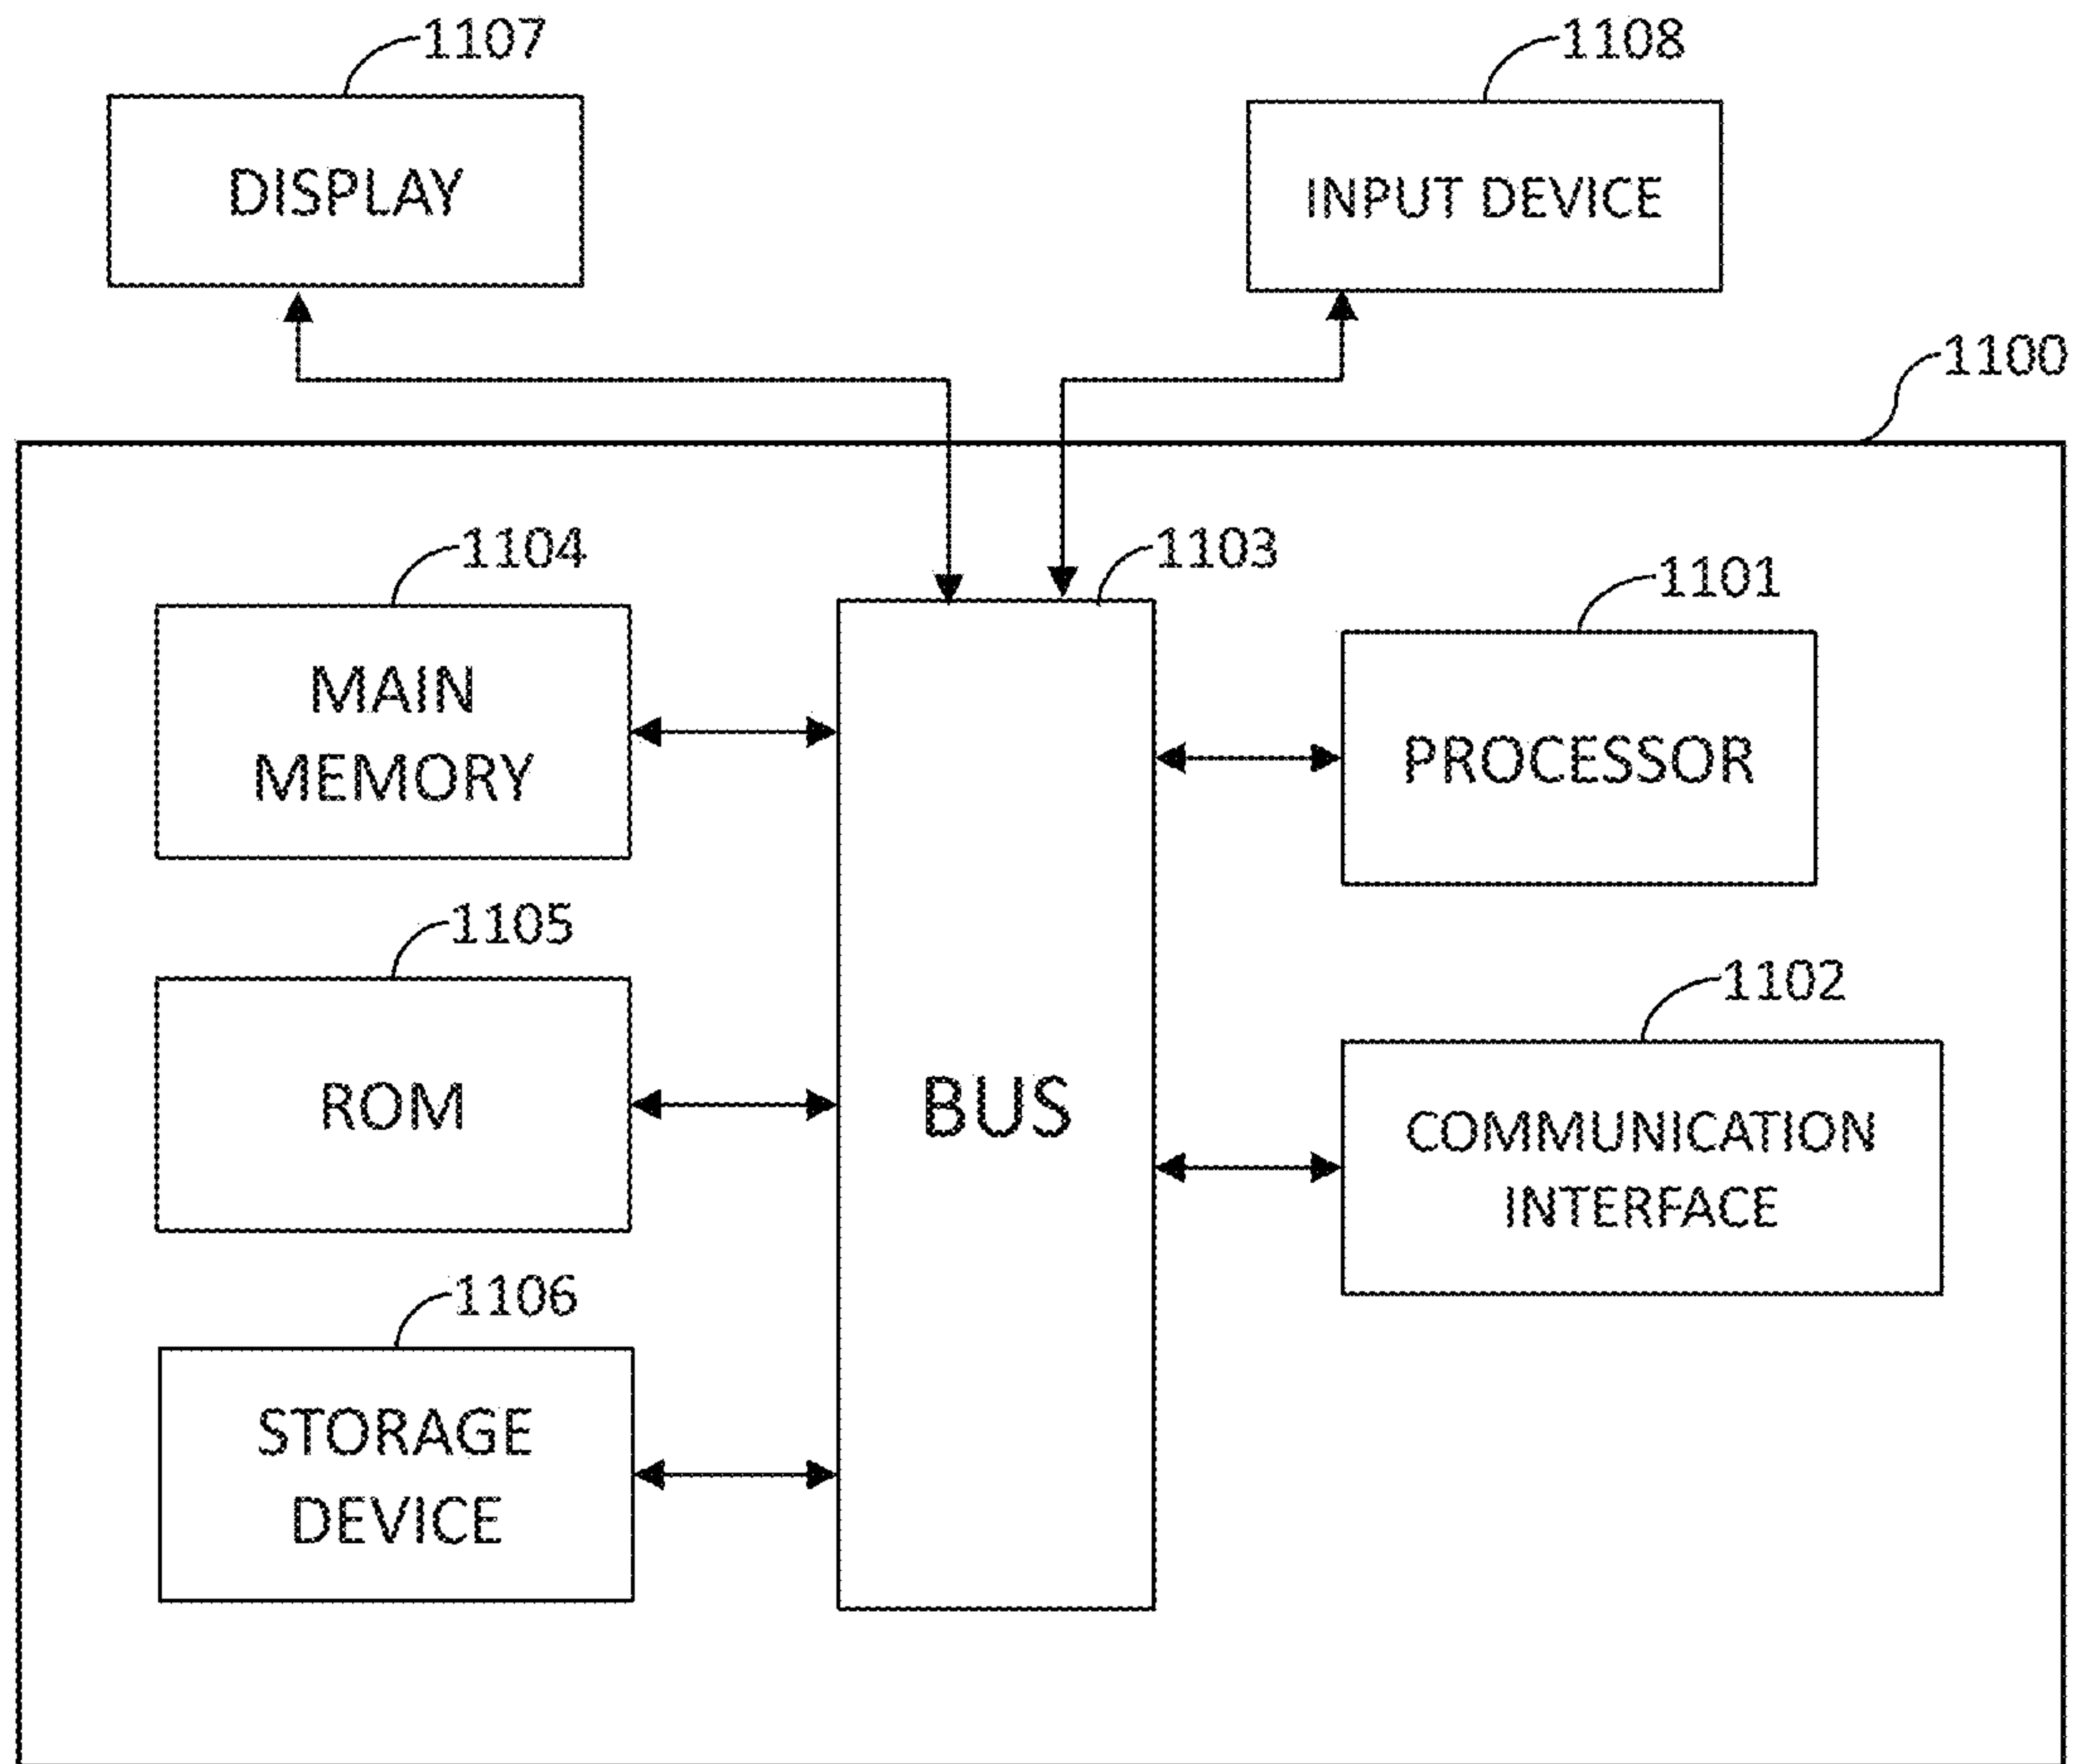 1107
1108
DISPLAY
INPUT DEVICE
1100
1104
1103
1101
MAIN
MEMORY
PROCESSOR
1105
1102
ROM
BUS
COMMUNICATION
INTERFACE
1106
STORAGE
DEVICE